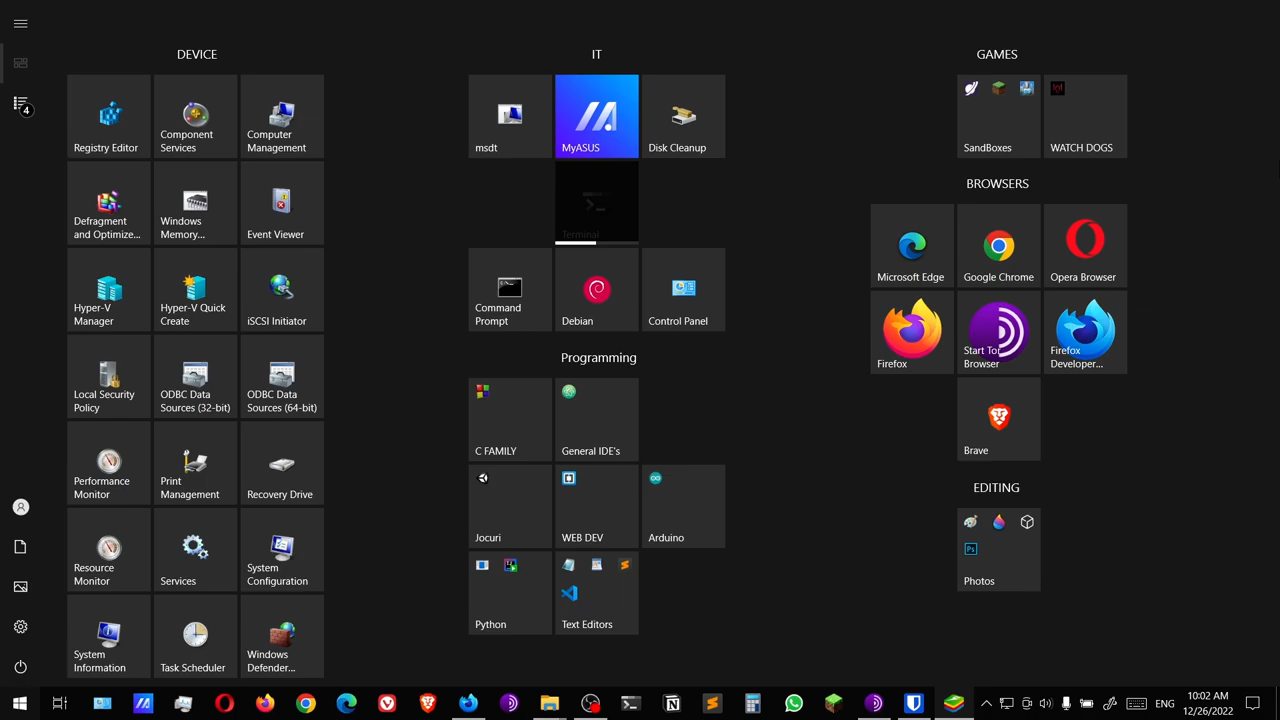 DEVICE
IT
GAMES
4
Registry Editor
Component
Services
Computer
Management
Defragment
and Optimize...
Windows
Memory...
Event Viewer
Hyper-V
Manager
Hyper-V Quick
Create
iSCSI Initiator
Local Security
Policy
ODBC Data
Sources (32-bit)
ODBC Data
Sources (64-bit)
Performance
Monitor
Print
Management
Recovery Drive
Resource
Monitor
Services
System
Configuration
System
Information
Task Scheduler
Windows
Defender...
msdt
MyASUS
Disk Cleanup
Terminal
Command
Prompt
Debian
Control Panel
Programming
C FAMILY
General IDE's
Jocuri
WEB DEV
Arduino
Python
Text Editors
SandBoxes
WATCH DOGS
BROWSERS
Microsoft Edge
Google Chrome
Opera Browser
Firefox
Start Tor
Browser
Firefox
Developer...
Brave
EDITING
Ps
Photos
ENG
10:02 AM
12/26/2022